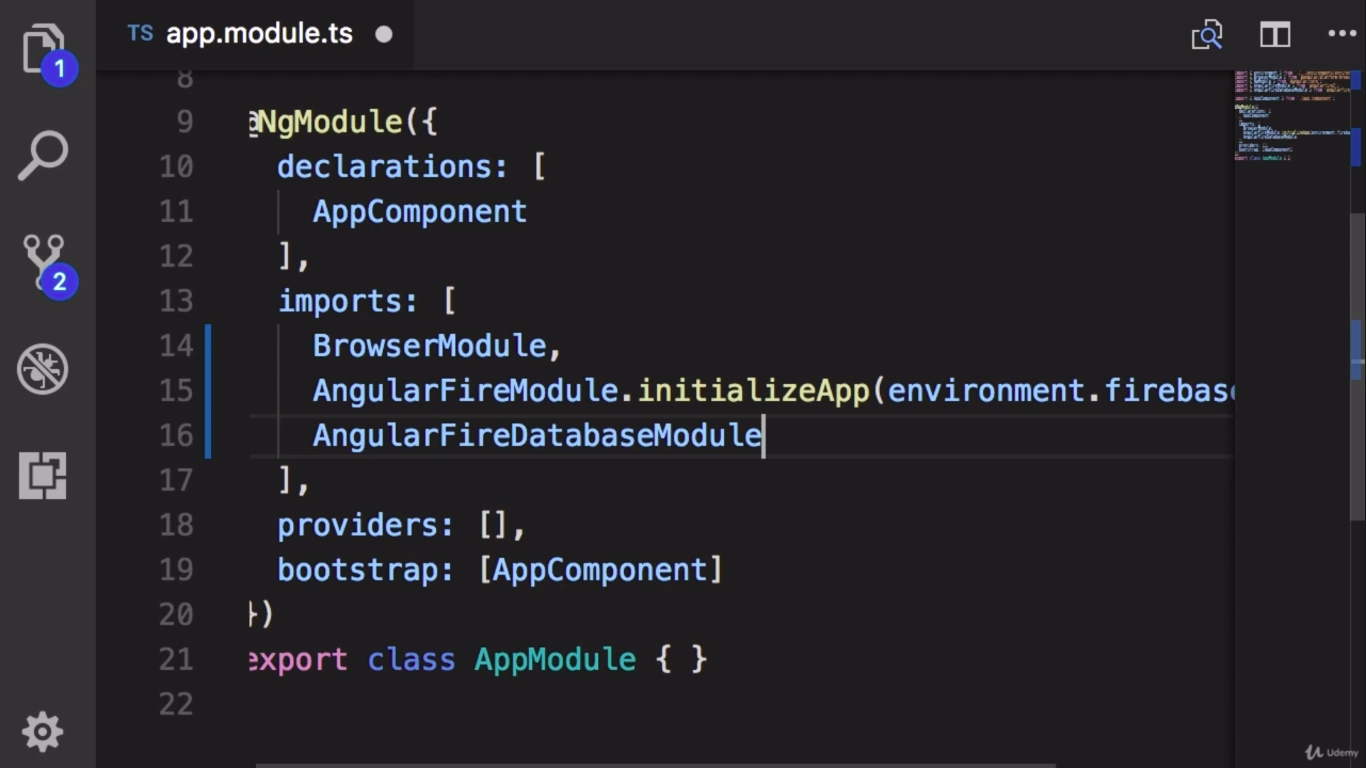 TS app.module.ts
1
2
8
9 @NgModule({
10 declarations: [
11 AppComponent
12 ],
13 imports: [
14 BrowserModule,
15 AngularFireModule.initializeApp(environment.firebase
16 AngularFireDatabaseModule
17 ],
18 providers: [],
19 bootstrap: [AppComponent]
20 })
21 export class AppModule { }
22
Udemy